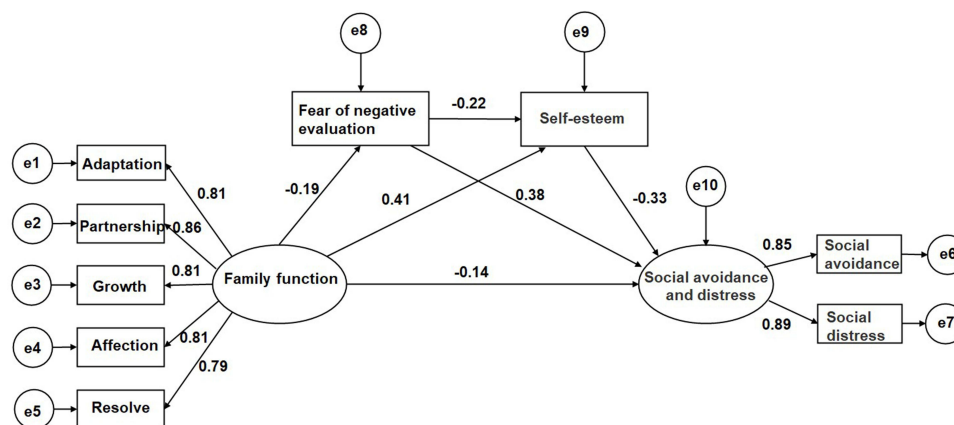 e8
e9
Fear of negative
evaluation
-0.22
Self-esteem
e1
Adaptation
0.81
-0.19
0.41
0.38
-0.33
e10
e2
Partnership
0.86
e3
Growth
0.81
Family function
-0.14
Social avoidance
and distress
0.85
Social
avoidance
e6
e4
Affection
0.81
0.89
Social
distress
e7
0.79
e5
Resolve